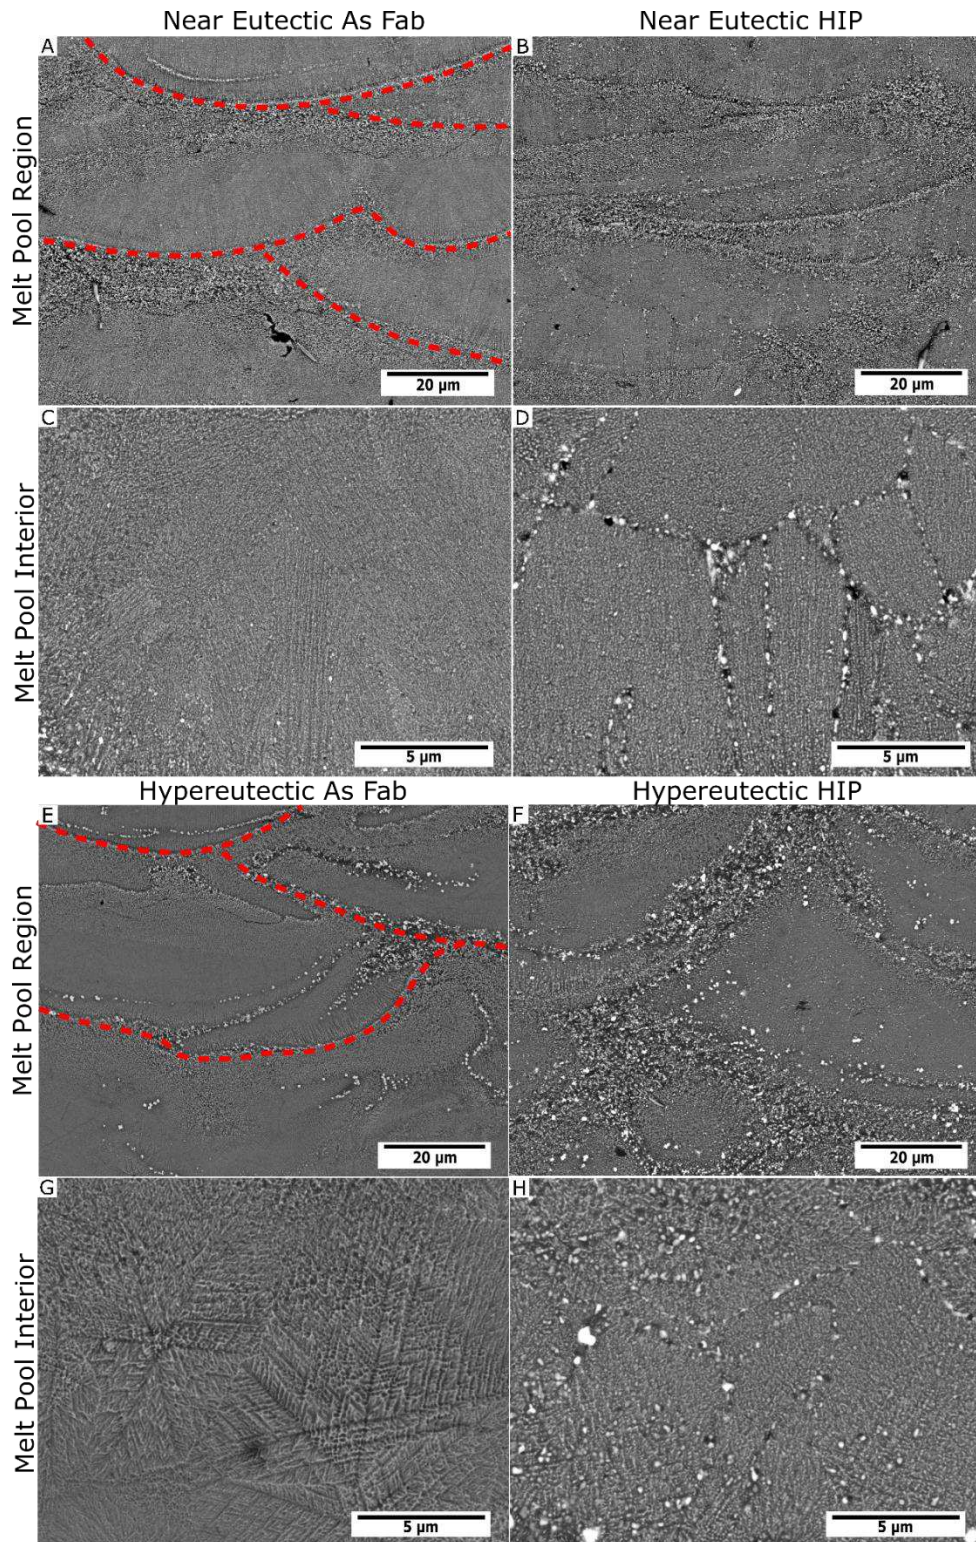 Near Eutectic As Fab
Near Eutectic HIP
Melt Pool Region
A
20 µm
B
20 µm
Melt Pool Interior
C
5 µm
D
5 µm
Hypereutectic As Fab
Hypereutectic HIP
Melt Pool Region
E
20 µm
F
20 µm
Melt Pool Interior
G
5 µm
H
5 µm